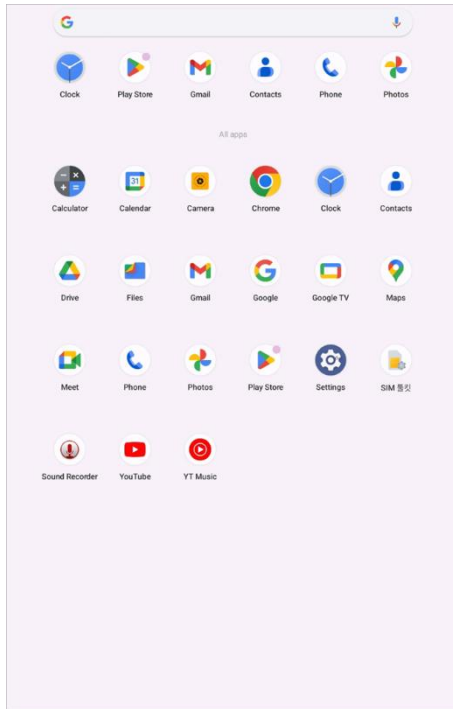 Clock Play Store Gmail Contacts Phone Photos
All apps
31
Calculator Calendar Camera Chrome Clock Contacts
Drive Files Gmail Google Google TV Maps
Meet Phone Photos Play Store Settings SIM 툴킷
Sound Recorder YouTube YT Music